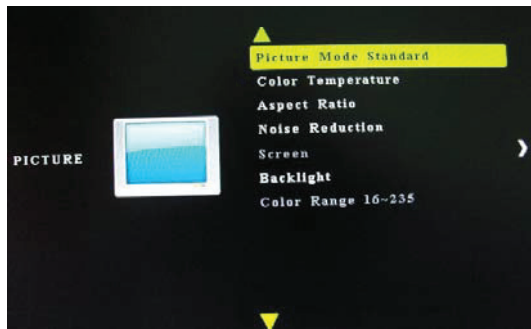 Picture Mode Standard
Color Temperature
Aspect Ratio
Noise Reduction
PICTURE
Screen
Backlight
Color Range 16~235